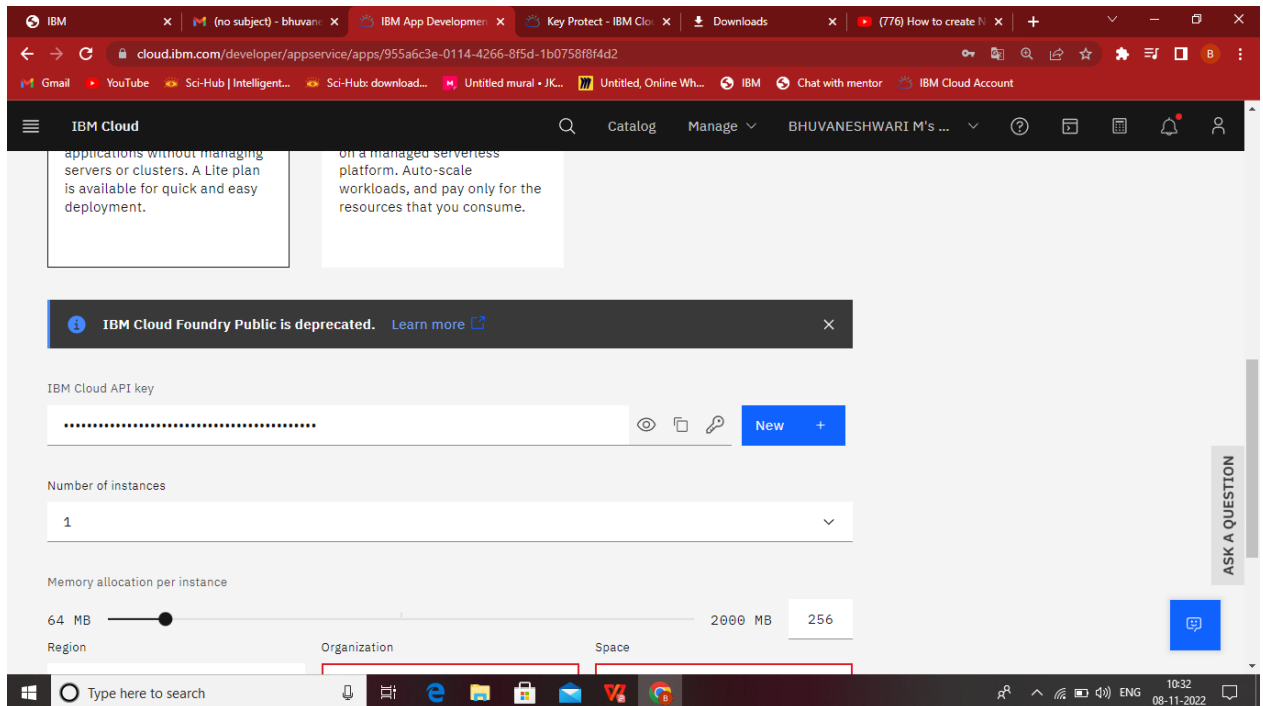 IBM
(no subject) - bhuvane
IBM App Developmen
Key Protect - IBM Clou
Downloads
(776) How to create N
cloud.ibm.com/developer/appservice/apps/955a6c3e-0114-4266-8f5d-1b0758f8f4d2
B
Gmail
YouTube
Sci-Hub | Intelligent...
Sci-Hub: download...
Untitled mural • JK...
Untitled, Online Wh...
IBM
Chat with mentor
IBM Cloud Account
IBM Cloud
Catalog
Manage
BHUVANESHWARI M's ...
applications without managing
servers or clusters. A Lite plan
is available for quick and easy
deployment.
on a managed serverless
platform. Auto-scale
workloads, and pay only for the
resources that you consume.
IBM Cloud Foundry Public is deprecated. Learn more
IBM Cloud API key
New +
Number of instances
1
Memory allocation per instance
64 MB
2000 MB
256
Region
Organization
Space
ASK A QUESTION
Type here to search
ENG
10:32
08-11-2022